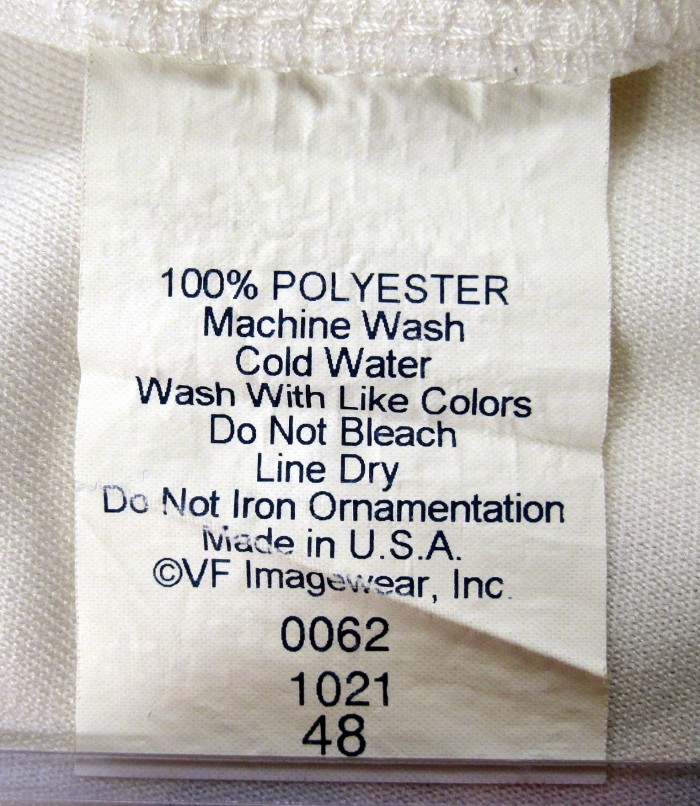 100% POLYESTER
Machine Wash
Cold Water
Wash With Like Colors
Do Not Bleach
Line Dry
Do Not Iron Ornamentation
Made in U.S.A.
©VF Imagewear, Inc.
0062
1021
48